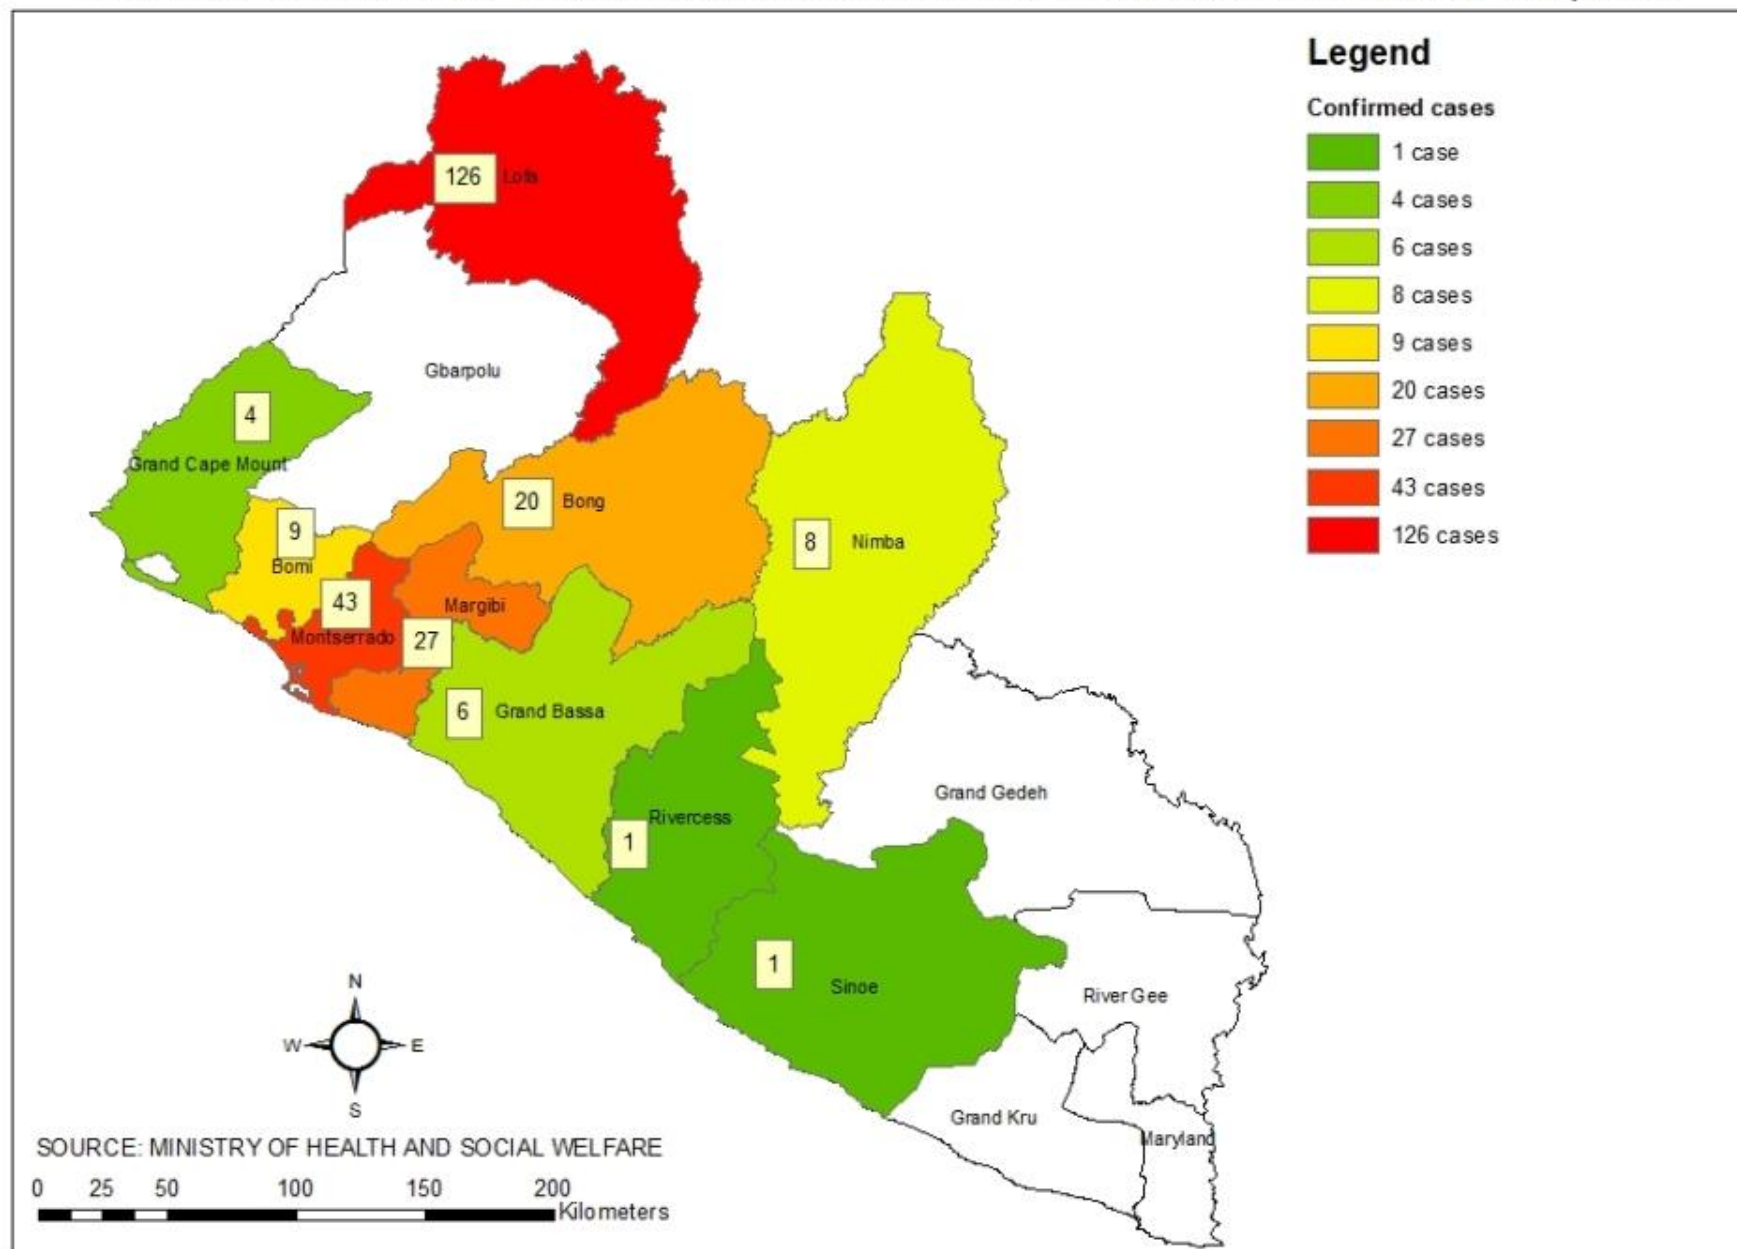 Legend
Confirmed cases
1 case
4 cases
6 cases
8 cases
9 cases
20 cases
27 cases
43 cases
126 cases
126 Lofa
Gbarpolu
4
Grand Cape Mount
20 Bong
9
Bomi
8 Nimba
43
Margibi
Montserrado
27
6 Grand Bassa
Grand Gedeh
Rivercess
1
1
Sinoe
River Gee
N
W E
S
Grand Kru
Maryland
SOURCE: MINISTRY OF HEALTH AND SOCIAL WELFARE
0 25 50 100 150 200
Kilometers